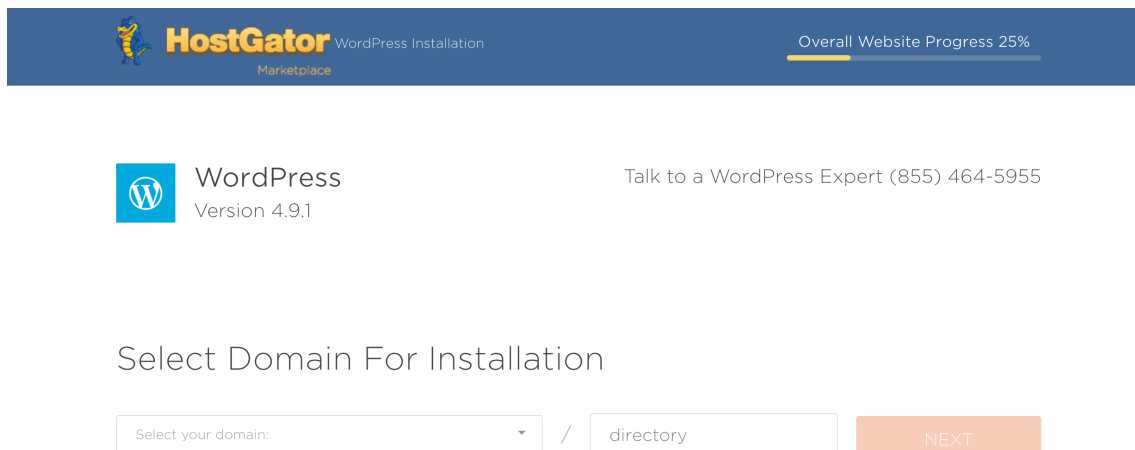 HostGator WordPress Installation
Marketplace
Overall Website Progress 25%
WordPress
Version 4.9.1
Talk to a WordPress Expert (855) 464-5955
Select Domain For Installation
Select your domain: / directory NEXT